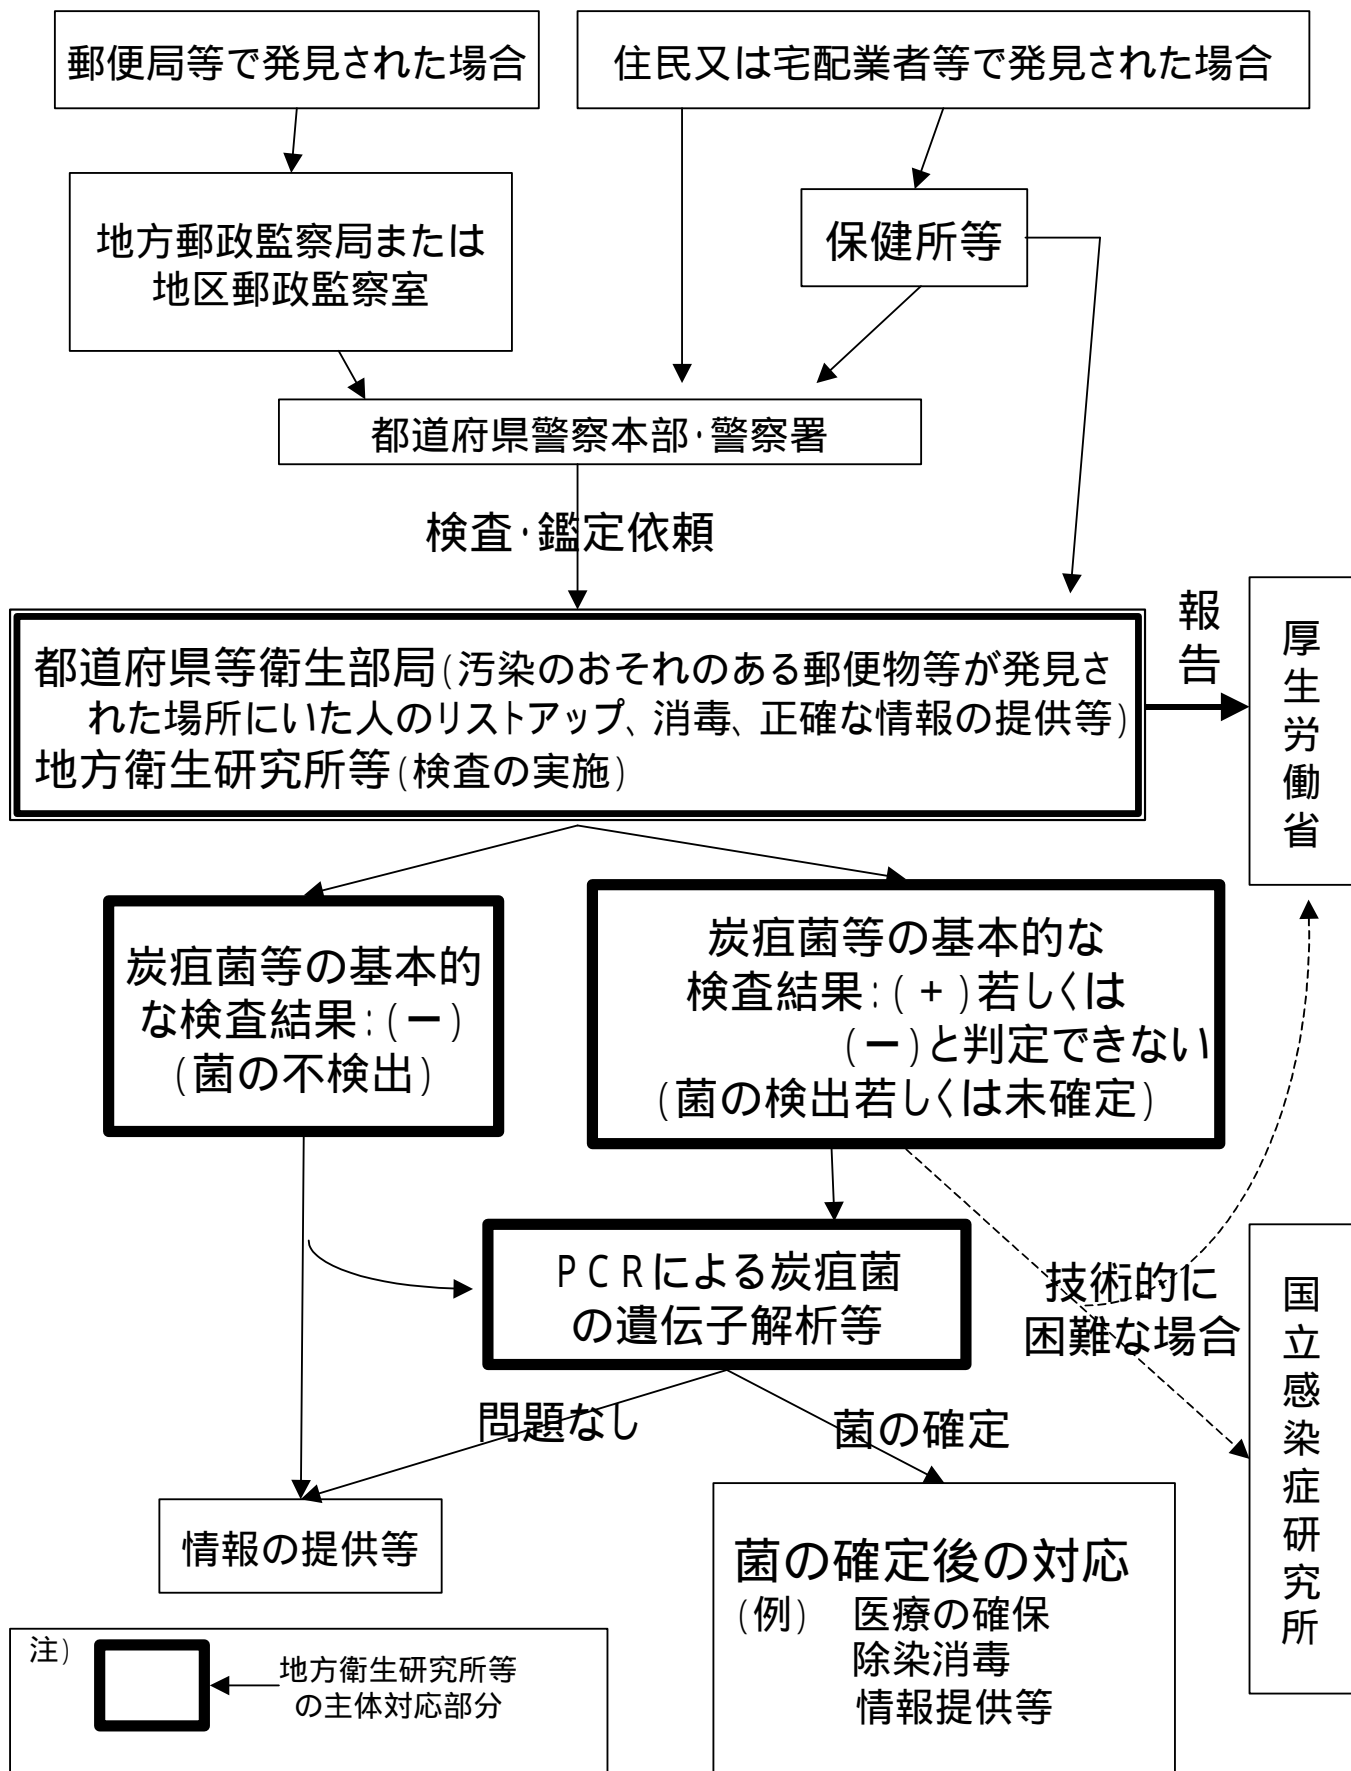 郵便局等で発見された場合
住民又は宅配業者等で発見された場合
地方郵政監察局または
地区郵政監察室
保健所等
都道府県警察本部・警察署
検査・鑑定依頼
都道府県等衛生部局(汚染のおそれのある郵便物等が発見さ
れた場所にいた人のリストアップ、消毒、正確な情報の提供等)
地方衛生研究所等(検査の実施)
報告
厚生労働省
炭疽菌等の基本的
な検査結果:(ー)
(菌の不検出)
炭疽菌等の基本的な
検査結果:(+)若しくは
(ー)と判定できない
(菌の検出若しくは未確定)
PCRによる炭疽菌
の遺伝子解析等
技術的に
困難な場合
国立感染症研究所
問題なし
菌の確定
情報の提供等
菌の確定後の対応
(例) 医療の確保
除染消毒
情報提供等
注)
地方衛生研究所等
の主体対応部分